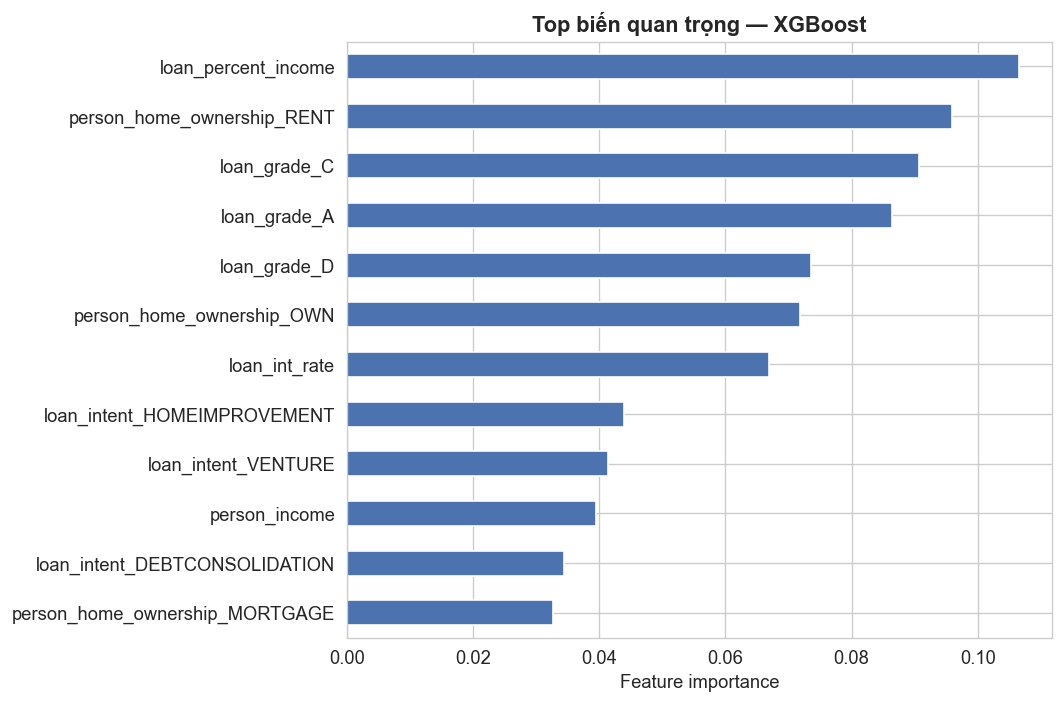 Top biến quan trọng — XGBoost
loan_percent_income
person_home_ownership_RENT
loan_grade_C
loan_grade_A
loan_grade_D
person_home_ownership_OWN
loan_int_rate
loan_intent_HOMEIMPROVEMENT
loan_intent_VENTURE
person_income
loan_intent_DEBTCONSOLIDATION
person_home_ownership_MORTGAGE
0.00 0.02 0.04 0.06 0.08 0.10
Feature importance